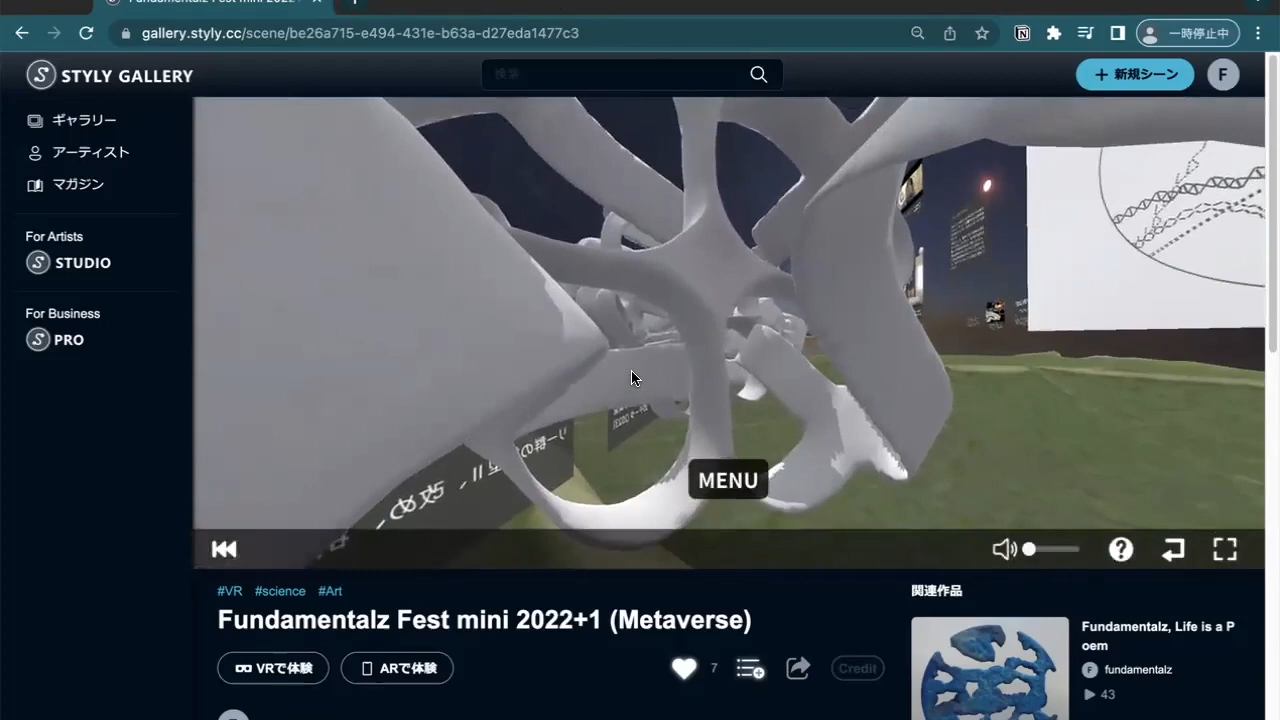 gallery.styly.cc/scene/be26a715-e494-431e-b63a-d27eda1477c3
一時停止中
STYLY GALLERY
検索
新規シーン
F
ギャラリー
アーティスト
マガジン
For Artists
STUDIO
For Business
PRO
MENU
#VR #science #Art
Fundamentalz Fest mini 2022+1 (Metaverse)
VRで体験
ARで体験
7
Credit
関連作品
Fundamentalz, Life is a P
oem
F fundamentalz
43